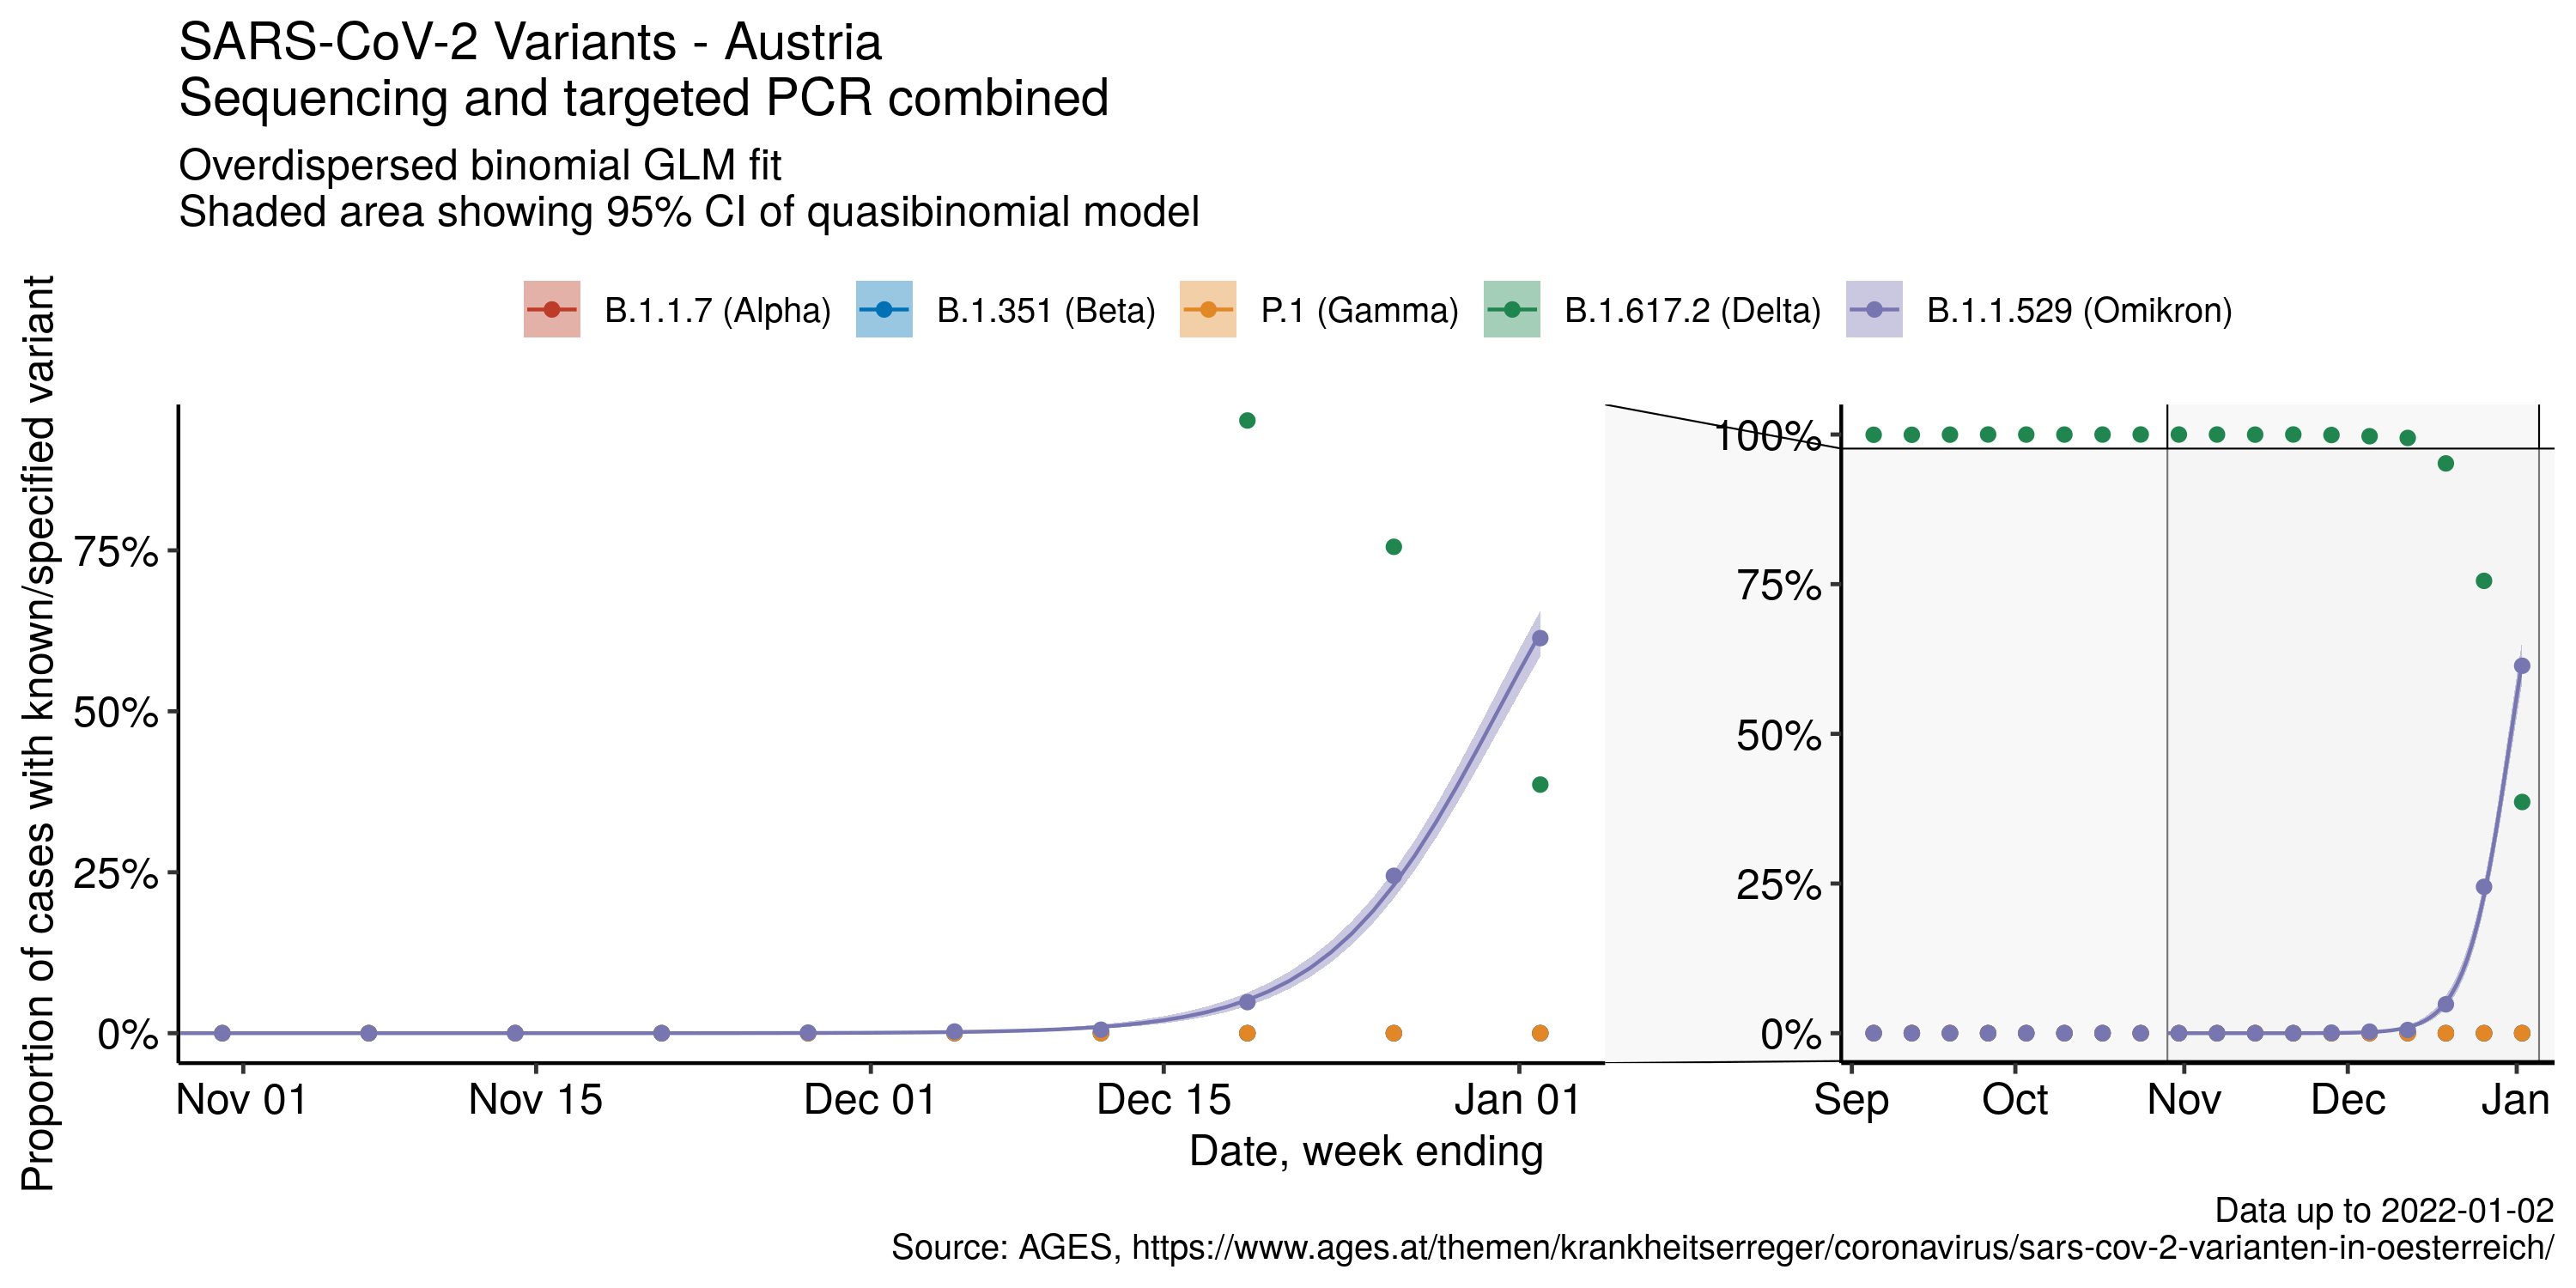 SARS-CoV-2 Variants - Austria
Sequencing and targeted PCR combined
Overdispersed binomial GLM fit
Shaded area showing 95% CI of quasibinomial model
B.1.1.7 (Alpha) B.1.351 (Beta) P.1 (Gamma) B.1.617.2 (Delta) B.1.1.529 (Omikron)
Proportion of cases with known/specified variant
75%
50%
25%
0%
Nov 01 Nov 15 Dec 01 Dec 15 Jan 01
100%
75%
50%
25%
0%
Sep Oct Nov Dec Jan
Date, week ending
Data up to 2022-01-02
Source: AGES, https://www.ages.at/themen/krankheitserreger/coronavirus/sars-cov-2-varianten-in-oesterreich/